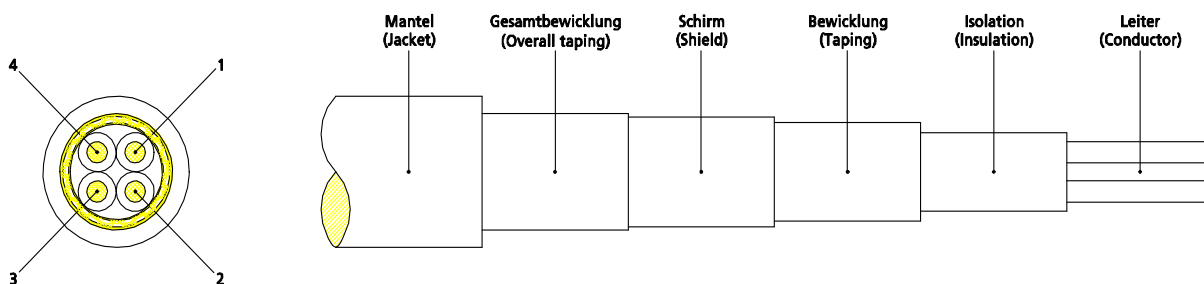 Mantel
(Jacket)
Gesamtbewicklung
(Overall taping)
Schirm
(Shield)
Bewicklung
(Taping)
Isolation
(Insulation)
Leiter
(Conductor)
4
1
3
2